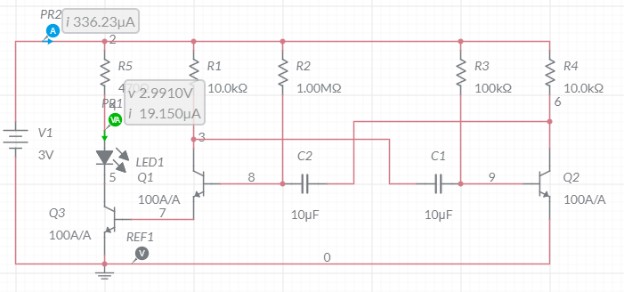 PR2
A
i 336.23μA
2
R5
R1
10.0kΩ
R2
1.00MΩ
R3
100kΩ
R4
10.0kΩ
6
PR1
VA
v 2.9910V
i 19.150μA
V1
3V
3
LED1
5
Q1
100A/A
8
C2
10μF
C1
10μF
9
Q2
100A/A
Q3
100A/A
7
REF1
V
0